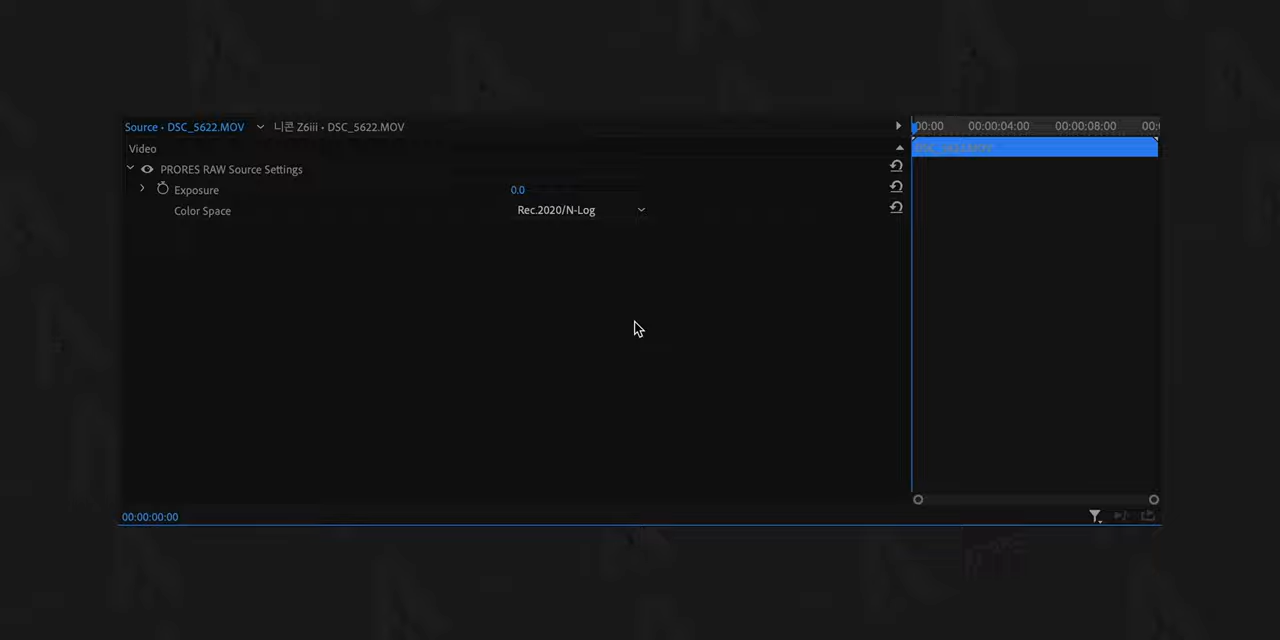 Source • DSC_5622.MOV 니콘 Z6iii • DSC_5622.MOV 00:00 00:00:04:00 00:00:08:00
Video
PRORES RAW Source Settings
Exposure 0.0
Color Space Rec.2020/N-Log
00:00:00:00